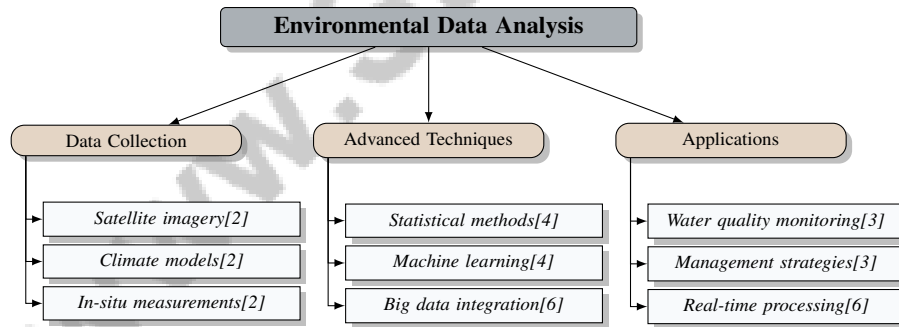 Environmental Data Analysis
Data Collection
Satellite imagery[2]
Climate models[2]
In-situ measurements[2]
Advanced Techniques
Statistical methods[4]
Machine learning[4]
Big data integration[6]
Applications
Water quality monitoring[3]
Management strategies[3]
Real-time processing[6]